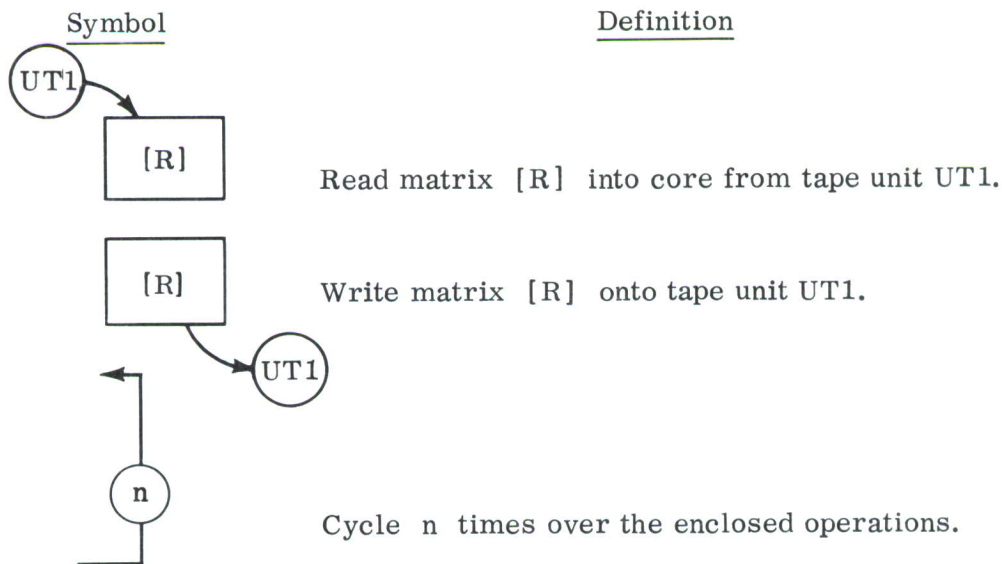 Symbol Definition
UT1
[R]
Read matrix [R] into core from tape unit UT1.
[R]
Write matrix [R] onto tape unit UT1.
UT1
n
Cycle n times over the enclosed operations.